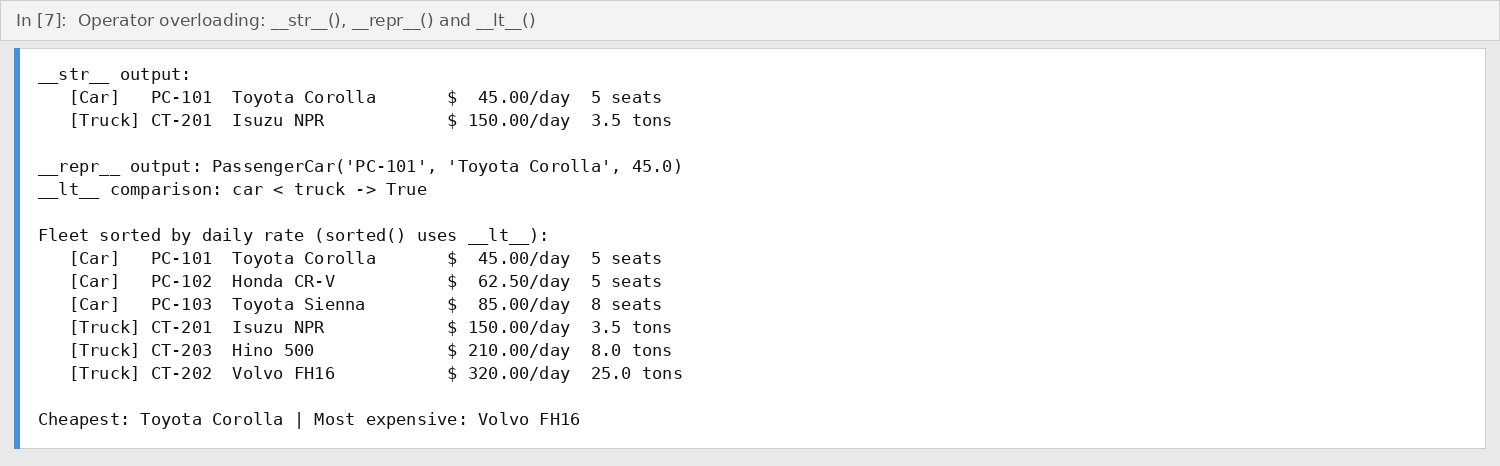 In [7]:  Operator overloading: __str__(), __repr__() and __lt__()
__str__ output:
   [Car]   PC-101  Toyota Corolla       $  45.00/day  5 seats
   [Truck] CT-201  Isuzu NPR            $ 150.00/day  3.5 tons
__repr__ output: PassengerCar('PC-101', 'Toyota Corolla', 45.0)
__lt__ comparison: car < truck -> True
Fleet sorted by daily rate (sorted() uses __lt__):
   [Car]   PC-101  Toyota Corolla       $  45.00/day  5 seats
   [Car]   PC-102  Honda CR-V           $  62.50/day  5 seats
   [Car]   PC-103  Toyota Sienna        $  85.00/day  8 seats
   [Truck] CT-201  Isuzu NPR            $ 150.00/day  3.5 tons
   [Truck] CT-203  Hino 500             $ 210.00/day  8.0 tons
   [Truck] CT-202  Volvo FH16           $ 320.00/day  25.0 tons
Cheapest: Toyota Corolla | Most expensive: Volvo FH16